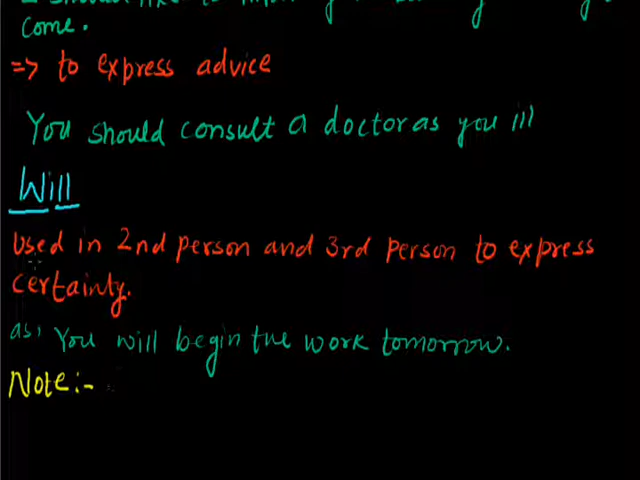 come.
=> to express advice
You should consult a doctor as you ill
Will
Used in 2nd person and 3rd person to express
certainty.
as, You will begin the work tomorrow.
Note:-